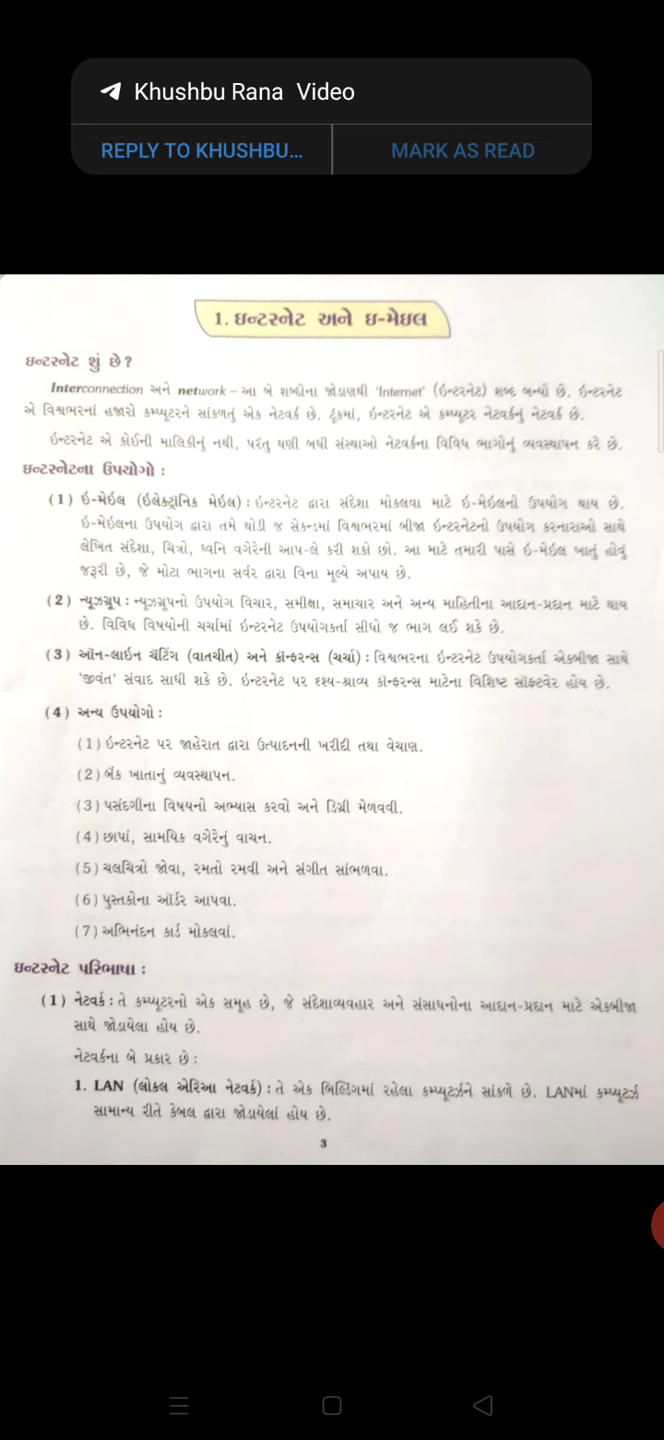 Khushbu Rana Video
REPLY TO KHUSHBU...
MARK AS READ
1. ઇન્ટરનેટ અને ઇ-મેઇલ
ઇન્ટરનેટ શું છે?
Interconnection અને network – આ બે શબ્દોના જોડાણથી 'Internet' (ઇન્ટરનેટ) શબ્દ બન્યો છે. ઇન્ટરનેટ
એ વિશ્વભરનાં હજારો કમ્પ્યૂટરને સાંકળતું એક નેટવર્ક છે. ટૂંકમાં, ઇન્ટરનેટ એ કમ્પ્યૂટર નેટવર્કનું નેટવર્ક છે.
ઇન્ટરનેટ એ કોઈની માલિકીનું નથી, પરંતુ ઘણી બધી સંસ્થાઓ નેટવર્કના વિવિધ ભાગોનું વ્યવસ્થાપન કરે છે.
ઇન્ટરનેટના ઉપયોગો :
(1) ઇ-મેઇલ (ઇલેક્ટ્રૉનિક મેઇલ) : ઇન્ટરનેટ દ્વારા સંદેશા મોકલવા માટે ઇ-મેઇલનો ઉપયોગ થાય છે.
ઇ-મેઇલના ઉપયોગ દ્વારા તમે થોડી જ સેકન્ડમાં વિશ્વભરમાં બીજા ઇન્ટરનેટનો ઉપયોગ કરનારાઓ સાથે
લેખિત સંદેશા, ચિત્રો, ધ્વનિ વગેરેની આપ-લે કરી શકો છો. આ માટે તમારી પાસે ઇ-મેઇલ ખાતું હોવું
જરૂરી છે, જે મોટા ભાગના સર્વર દ્વારા વિના મૂલ્યે અપાય છે.
(2) ન્યૂઝગ્રૂપ : ન્યૂઝગ્રૂપનો ઉપયોગ વિચાર, સમીક્ષા, સમાચાર અને અન્ય માહિતીના આદાન-પ્રદાન માટે થાય
છે. વિવિધ વિષયોની ચર્ચામાં ઇન્ટરનેટ ઉપયોગકર્તા સીધો જ ભાગ લઈ શકે છે.
(3) ઑન-લાઇન ચૅટિંગ (વાતચીત) અને કૉન્ફરન્સ (ચર્ચા) : વિશ્વભરના ઇન્ટરનેટ ઉપયોગકર્તા એકબીજા સાથે
'જીવંત' સંવાદ સાધી શકે છે. ઇન્ટરનેટ પર દૃશ્ય-શ્રાવ્ય કૉન્ફરન્સ માટેના વિશિષ્ટ સૉફ્ટવેર હોય છે.
(4) અન્ય ઉપયોગો :
(1) ઇન્ટરનેટ પર જાહેરાત દ્વારા ઉત્પાદનની ખરીદી તથા વેચાણ.
(2) બૅંક ખાતાનું વ્યવસ્થાપન.
(3) પસંદગીના વિષયનો અભ્યાસ કરવો અને ડિગ્રી મેળવવી.
(4) છાપાં, સામયિક વગેરેનું વાચન.
(5) ચલચિત્રો જોવા, રમતો રમવી અને સંગીત સાંભળવા.
(6) પુસ્તકોના ઑર્ડર આપવા.
(7) અભિનંદન કાર્ડ મોકલવાં.
ઇન્ટરનેટ પરિભાષા :
(1) નેટવર્ક : તે કમ્પ્યૂટરનો એક સમૂહ છે, જે સંદેશાવ્યવહાર અને સંસાધનોના આદાન-પ્રદાન માટે એકબીજા
સાથે જોડાયેલા હોય છે.
નેટવર્કના બે પ્રકાર છે :
1. LAN (લોકલ એરિઆ નેટવર્ક) : તે એક બિલ્ડિંગમાં રહેલા કમ્પ્યૂટર્ઝને સાંકળે છે. LANમાં કમ્પ્યૂટર્ઝ
સામાન્ય રીતે કેબલ દ્વારા જોડાયેલાં હોય છે.
3